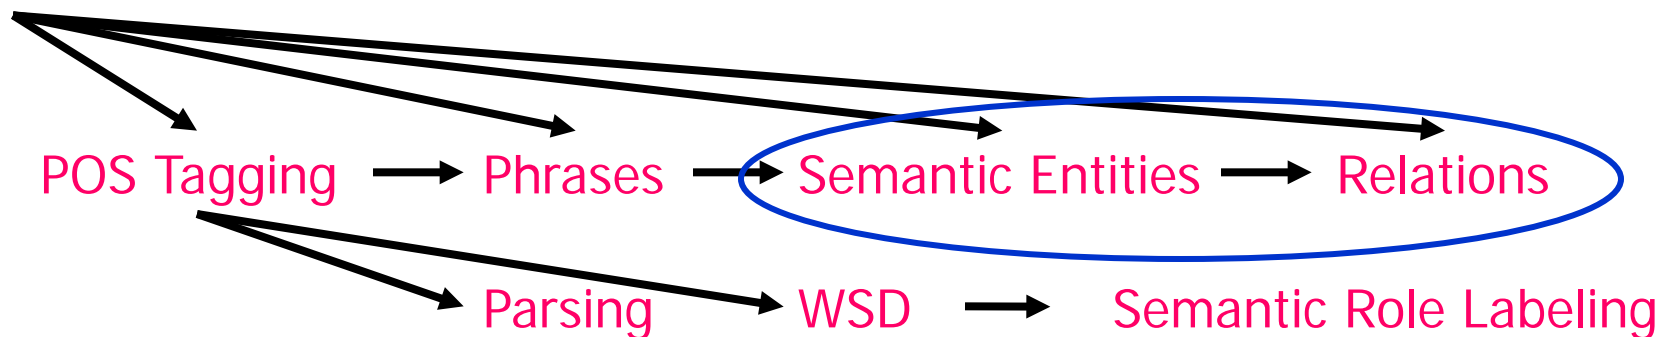 POS Tagging Phrases Semantic Entities Relations
Parsing WSD Semantic Role Labeling